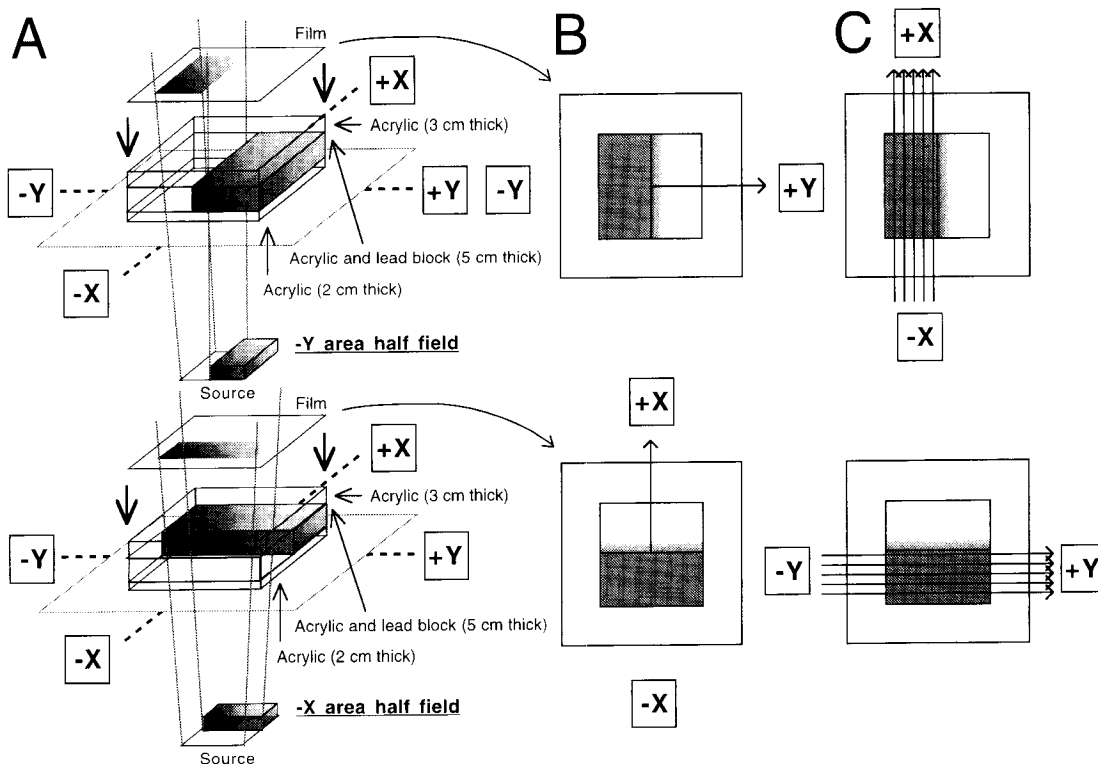 A
B
C
Film
+X
+X
Acrylic (3 cm thick)
-Y
+Y
-Y
+Y
Acrylic and lead block (5 cm thick)
-X
Acrylic (2 cm thick)
-X
-Y area half field
Source
Film
+X
+X
Acrylic (3 cm thick)
-Y
+Y
-Y
+Y
Acrylic and lead block (5 cm thick)
-X
Acrylic (2 cm thick)
-X
-X area half field
Source